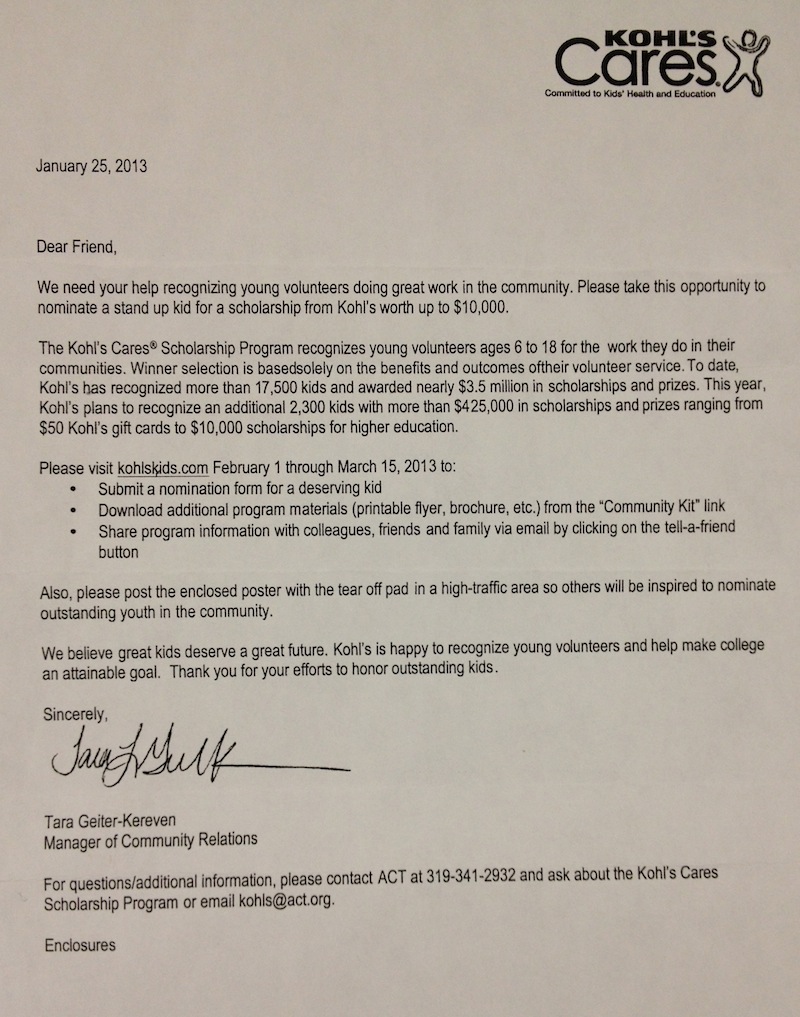 KOHL'S
Cares.
Committed to Kids' Health and Education
January 25, 2013
Dear Friend,
We need your help recognizing young volunteers doing great work in the community. Please take this opportunity to
nominate a stand up kid for a scholarship from Kohl's worth up to $10,000.
The Kohl's Cares® Scholarship Program recognizes young volunteers ages 6 to 18 for the work they do in their
communities. Winner selection is basedsolely on the benefits and outcomes oftheir volunteer service. To date,
Kohl's has recognized more than 17,500 kids and awarded nearly $3.5 million in scholarships and prizes. This year,
Kohl's plans to recognize an additional 2,300 kids with more than $425,000 in scholarships and prizes ranging from
$50 Kohl's gift cards to $10,000 scholarships for higher education.
Please visit kohlskids.com February 1 through March 15, 2013 to:
• Submit a nomination form for a deserving kid
• Download additional program materials (printable flyer, brochure, etc.) from the “Community Kit” link
• Share program information with colleagues, friends and family via email by clicking on the tell-a-friend
button
Also, please post the enclosed poster with the tear off pad in a high-traffic area so others will be inspired to nominate
outstanding youth in the community.
We believe great kids deserve a great future. Kohl's is happy to recognize young volunteers and help make college
an attainable goal. Thank you for your efforts to honor outstanding kids.
Sincerely,
Tara Geiter-Kereven
Manager of Community Relations
For questions/additional information, please contact ACT at 319-341-2932 and ask about the Kohl's Cares
Scholarship Program or email kohls@act.org.
Enclosures